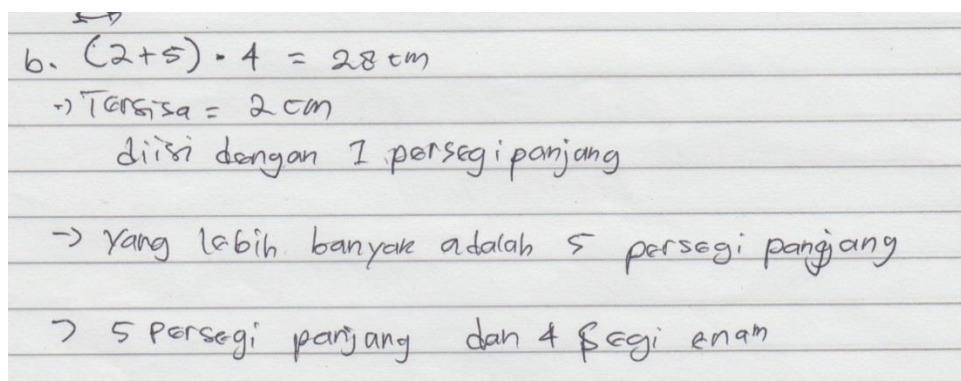 b. (2+5) . 4 = 28 cm
→ Tersisa = 2 cm
diisi dengan 1 persegi panjang
→ Yang lebih banyak adalah 5 persegi pangjang
→ 5 Persegi panjang dan 4 segi enam